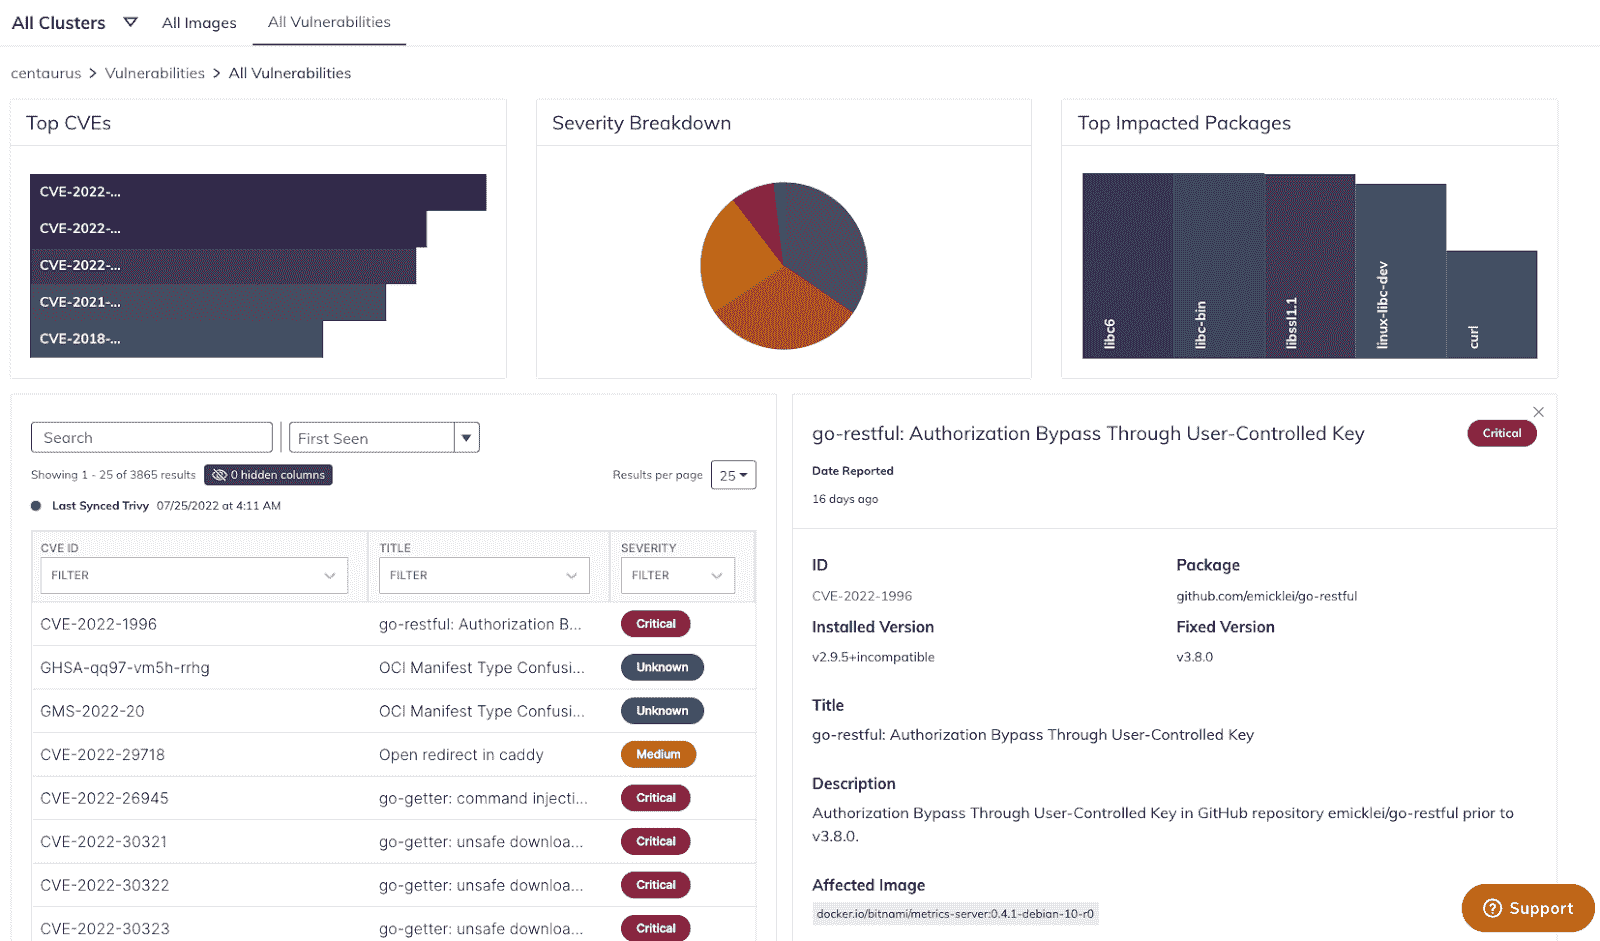 All Clusters All Images All Vulnerabilities
centaurus > Vulnerabilities > All Vulnerabilities
Top CVEs
CVE-2022-...
CVE-2022-...
CVE-2022-...
CVE-2021-...
CVE-2018-...
Severity Breakdown
Top Impacted Packages
libc6
libc-bin
libssl1.1
linux-libc-dev
curl
Search
First Seen
Showing 1 - 25 of 3865 results
0 hidden columns
Results per page
25
Last Synced Trivy 07/25/2022 at 4:11 AM
CVE ID TITLE SEVERITY
FILTER FILTER FILTER
CVE-2022-1996 go-restful: Authorization B... Critical
GHSA-qq97-vm5h-rrhg OCI Manifest Type Confusi... Unknown
GMS-2022-20 OCI Manifest Type Confusi... Unknown
CVE-2022-29718 Open redirect in caddy Medium
CVE-2022-26945 go-getter: command injecti... Critical
CVE-2022-30321 go-getter: unsafe downloa... Critical
CVE-2022-30322 go-getter: unsafe downloa... Critical
CVE-2022-30323 go-getter: unsafe downloa... Critical
go-restful: Authorization Bypass Through User-Controlled Key
Critical
Date Reported
16 days ago
ID
CVE-2022-1996
Package
github.com/emicklei/go-restful
Installed Version
v2.9.5+incompatible
Fixed Version
v3.8.0
Title
go-restful: Authorization Bypass Through User-Controlled Key
Description
Authorization Bypass Through User-Controlled Key in GitHub repository emicklei/go-restful prior to
v3.8.0.
Affected Image
docker.io/bitnami/metrics-server:0.4.1-debian-10-r0
Support